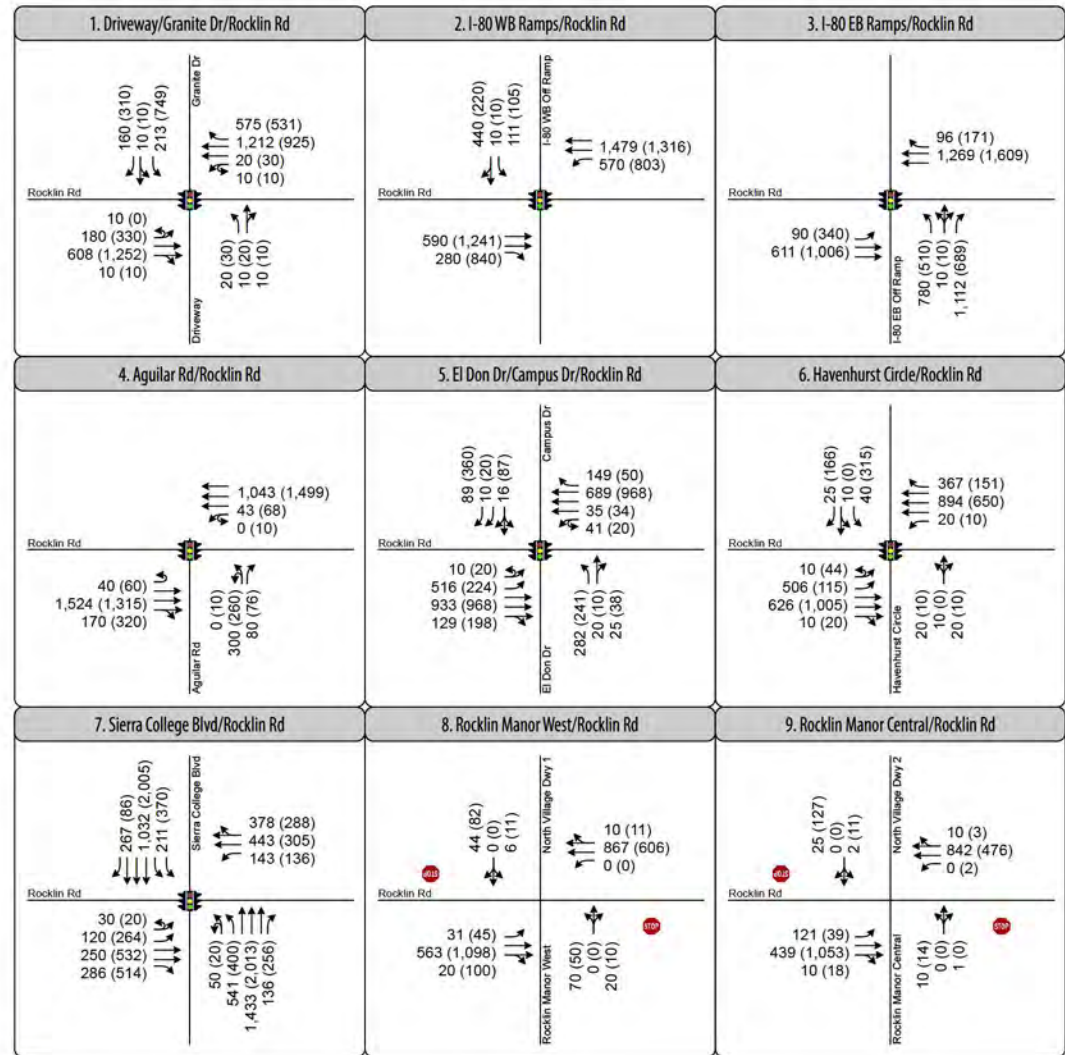 1. Driveway/Granite Dr/Rocklin Rd
160 (310)
10 (10)
213 (749)
Granite Dr
575 (531)
1,212 (925)
20 (30)
10 (10)
Rocklin Rd
10 (0)
180 (330)
608 (1,252)
10 (10)
Driveway
20 (30)
10 (20)
10 (10)
2. I-80 WB Ramps/Rocklin Rd
440 (220)
10 (10)
111 (105)
I-80 WB Off Ramp
1,479 (1,316)
570 (803)
Rocklin Rd
590 (1,241)
280 (840)
3. I-80 EB Ramps/Rocklin Rd
96 (171)
1,269 (1,609)
Rocklin Rd
90 (340)
611 (1,006)
I-80 EB Off Ramp
780 (510)
10 (10)
1,112 (689)
4. Aguilar Rd/Rocklin Rd
1,043 (1,499)
43 (68)
0 (10)
Rocklin Rd
40 (60)
1,524 (1,315)
170 (320)
Aguilar Rd
0 (10)
300 (260)
80 (76)
5. El Don Dr/Campus Dr/Rocklin Rd
89 (360)
10 (20)
16 (87)
Campus Dr
149 (50)
689 (968)
35 (34)
41 (20)
Rocklin Rd
10 (20)
516 (224)
933 (968)
129 (198)
El Don Dr
282 (241)
20 (10)
25 (38)
6. Havenhurst Circle/Rocklin Rd
25 (166)
10 (0)
40 (315)
367 (151)
894 (650)
20 (10)
Rocklin Rd
10 (44)
506 (115)
626 (1,005)
10 (20)
Havenhurst Circle
20 (10)
10 (0)
20 (10)
7. Sierra College Blvd/Rocklin Rd
267 (86)
1,032 (2,005)
211 (370)
Sierra College Blvd
378 (288)
443 (305)
143 (136)
Rocklin Rd
30 (20)
120 (264)
250 (532)
286 (514)
50 (20)
541 (400)
1,433 (2,013)
136 (256)
8. Rocklin Manor West/Rocklin Rd
44 (82)
0 (0)
6 (11)
North Village Dwy 1
10 (11)
867 (606)
0 (0)
STOP
Rocklin Rd
STOP
31 (45)
563 (1,098)
20 (100)
Rocklin Manor West
70 (50)
0 (0)
20 (10)
9. Rocklin Manor Central/Rocklin Rd
25 (127)
0 (0)
2 (11)
North Village Dwy 2
10 (3)
842 (476)
0 (2)
STOP
Rocklin Rd
STOP
121 (39)
439 (1,053)
10 (18)
Rocklin Manor Central
10 (14)
0 (0)
1 (0)